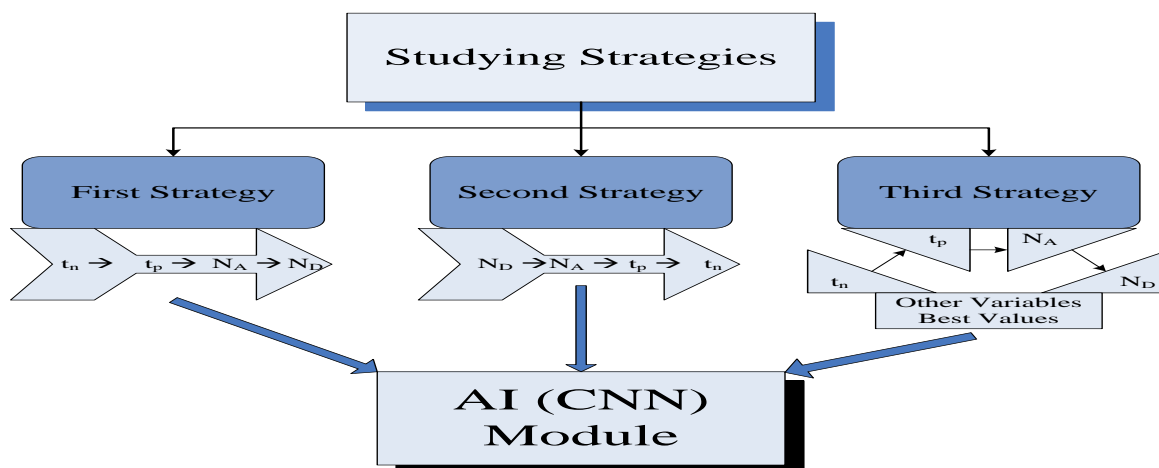 Studying Strategies
First Strategy
Second Strategy
Third Strategy
tn → tp → NA → ND
ND → NA → tp → tn
tp
NA
tn
ND
Other Variables
Best Values
AI (CNN)
Module